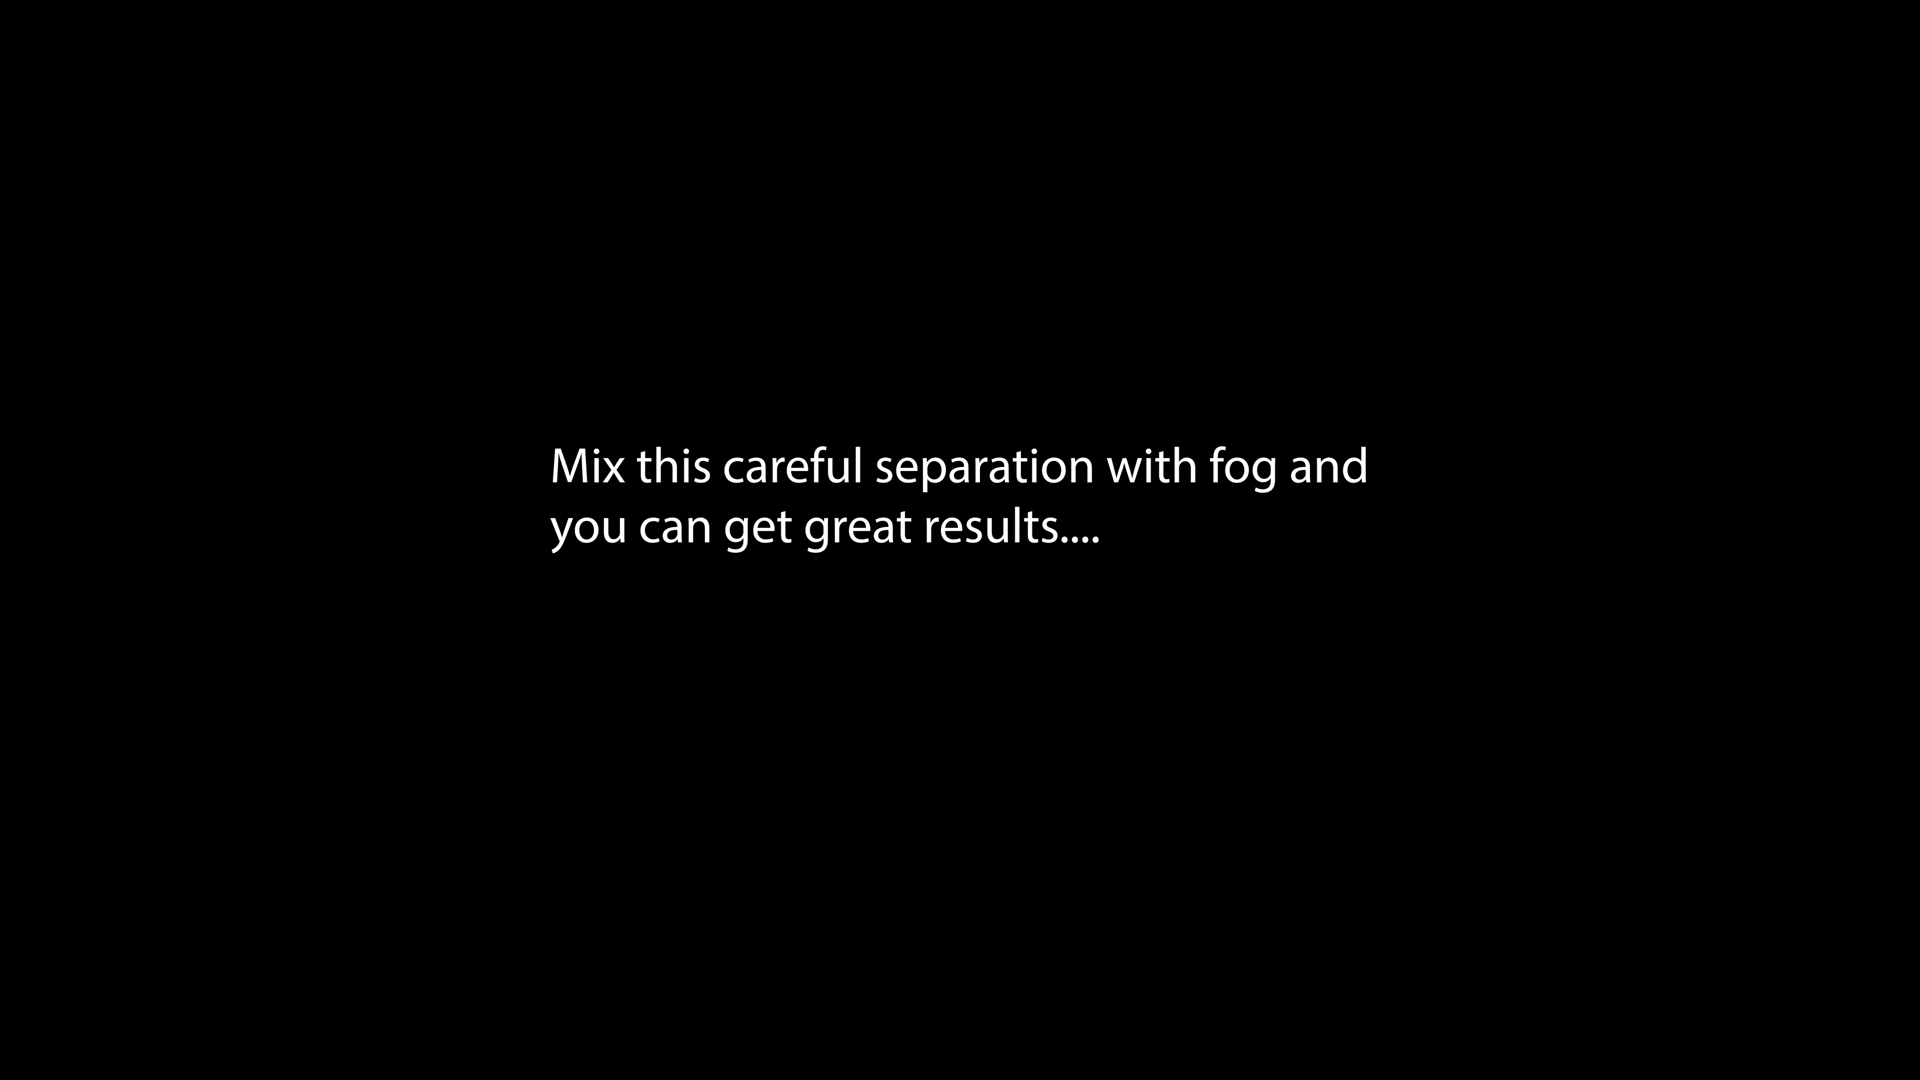 Mix this careful separation with fog and
you can get great results....